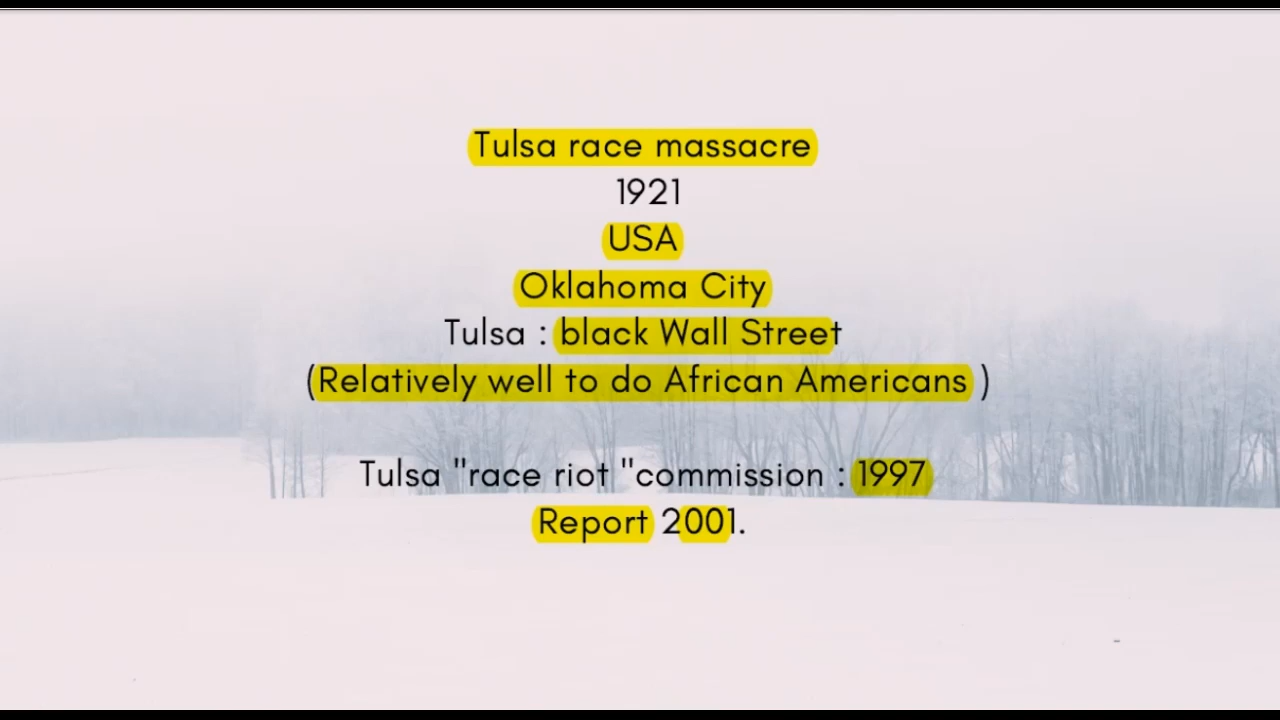 Tulsa race massacre
1921
USA
Oklahoma City
Tulsa : black Wall Street
(Relatively well to do African Americans )
Tulsa "race riot "commission : 1997
Report 2001.